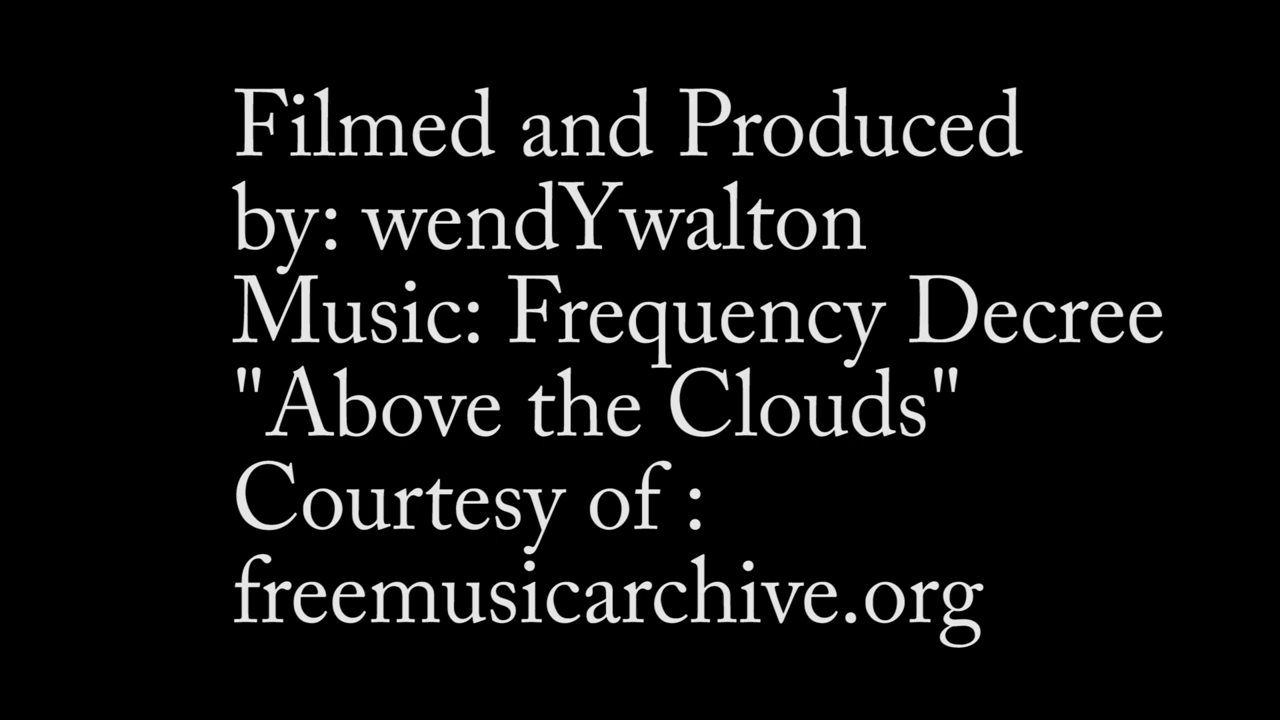 Filmed and Produced
by: wendYwalton
Music: Frequency Decree
"Above the Clouds"
Courtesy of :
freemusicarchive.org